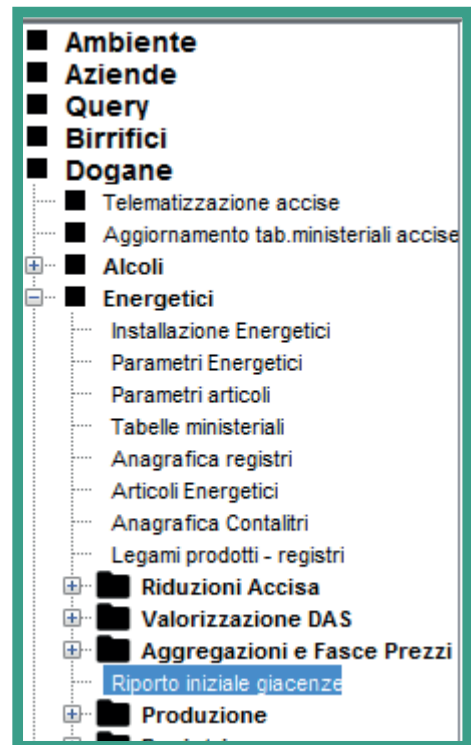 Ambiente
Aziende
Query
Birrifici
Dogane
Telematizzazione accise
Aggiornamento tab.ministeriali accise
Alcoli
Energetici
Installazione Energetici
Parametri Energetici
Parametri articoli
Tabelle ministeriali
Anagrafica registri
Articoli Energetici
Anagrafica Contalitri
Legami prodotti - registri
Riduzioni Accisa
Valorizzazione DAS
Aggregazioni e Fasce Prezzi
Riporto iniziale giacenze
Produzione